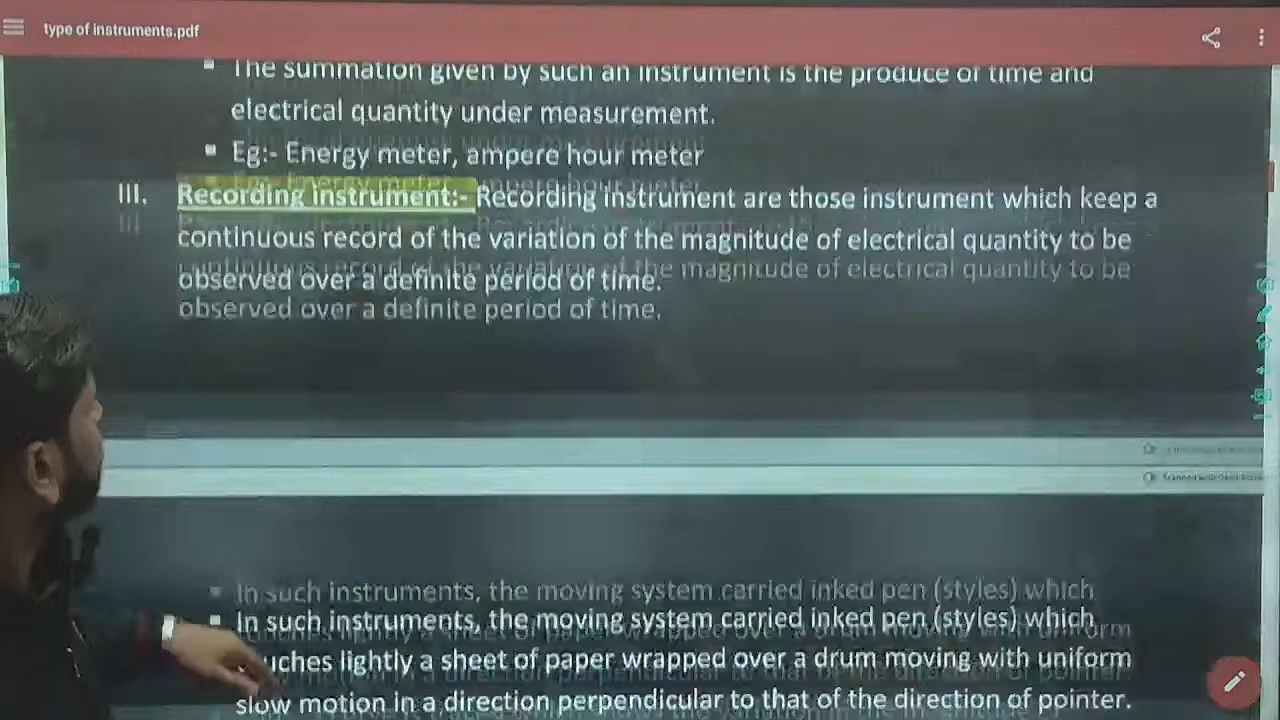 type of instruments.pdf
▪ The summation given by such an instrument is the produce of time and
electrical quantity under measurement.
▪ Eg:- Energy meter, ampere hour meter
III. Recording instrument:- Recording instrument are those instrument which keep a
continuous record of the variation of the magnitude of electrical quantity to be
observed over a definite period of time.
▪ In such instruments, the moving system carried inked pen (styles) which
uches lightly a sheet of paper wrapped over a drum moving with uniform
slow motion in a direction perpendicular to that of the direction of pointer.